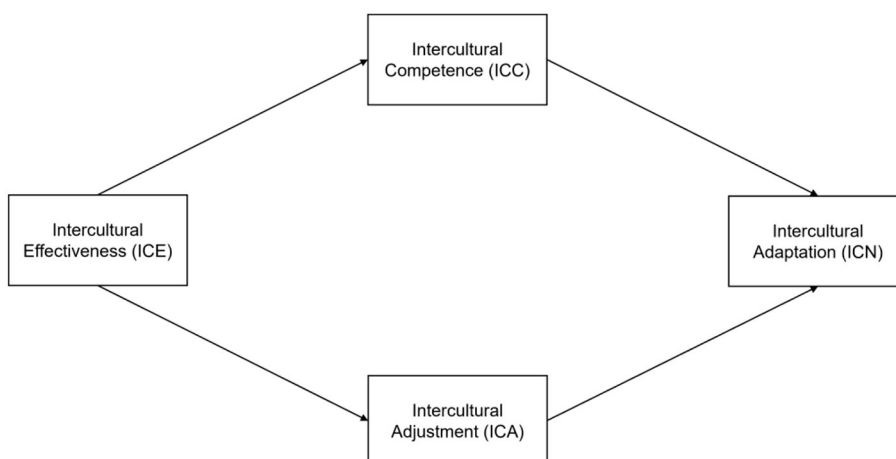 Intercultural
Competence (ICC)
Intercultural
Effectiveness (ICE)
Intercultural
Adaptation (ICN)
Intercultural
Adjustment (ICA)